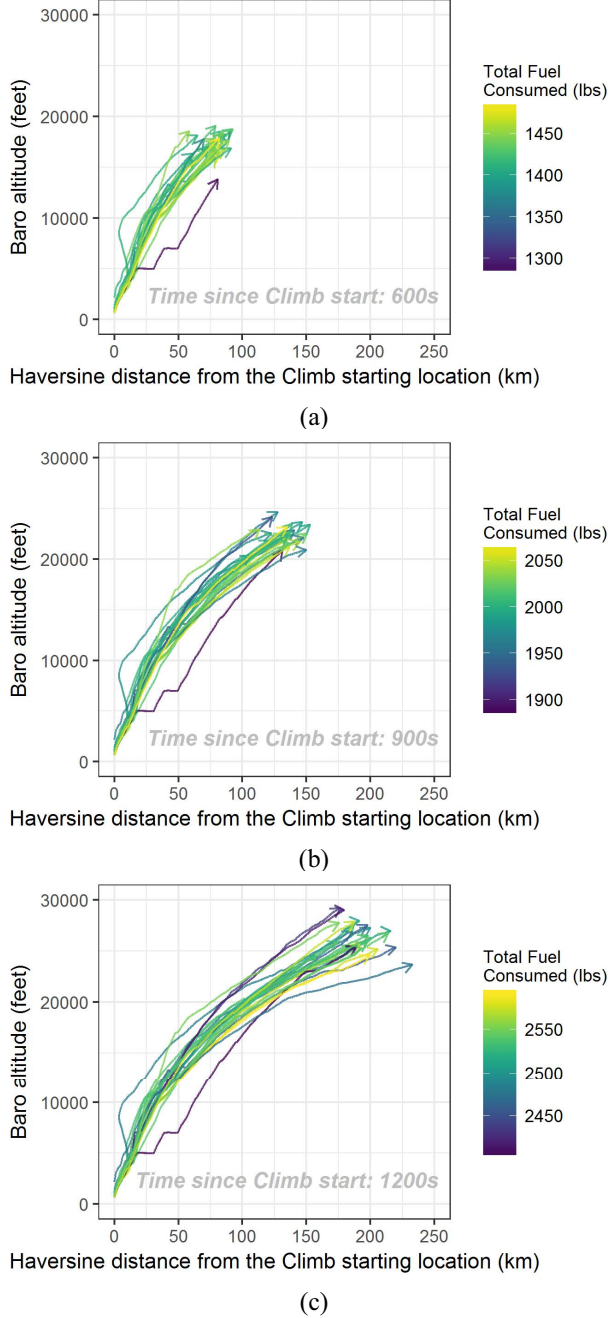 30000
20000
10000
0
Baro altitude (feet)
Time since Climb start: 600s
0 50 100 150 200 250
Haversine distance from the Climb starting location (km)
Total Fuel
Consumed (lbs)
1450
1400
1350
1300
(a)
30000
20000
10000
0
Baro altitude (feet)
Time since Climb start: 900s
0 50 100 150 200 250
Haversine distance from the Climb starting location (km)
Total Fuel
Consumed (lbs)
2050
2000
1950
1900
(b)
30000
20000
10000
0
Baro altitude (feet)
Time since Climb start: 1200s
0 50 100 150 200 250
Haversine distance from the Climb starting location (km)
Total Fuel
Consumed (lbs)
2550
2500
2450
(c)